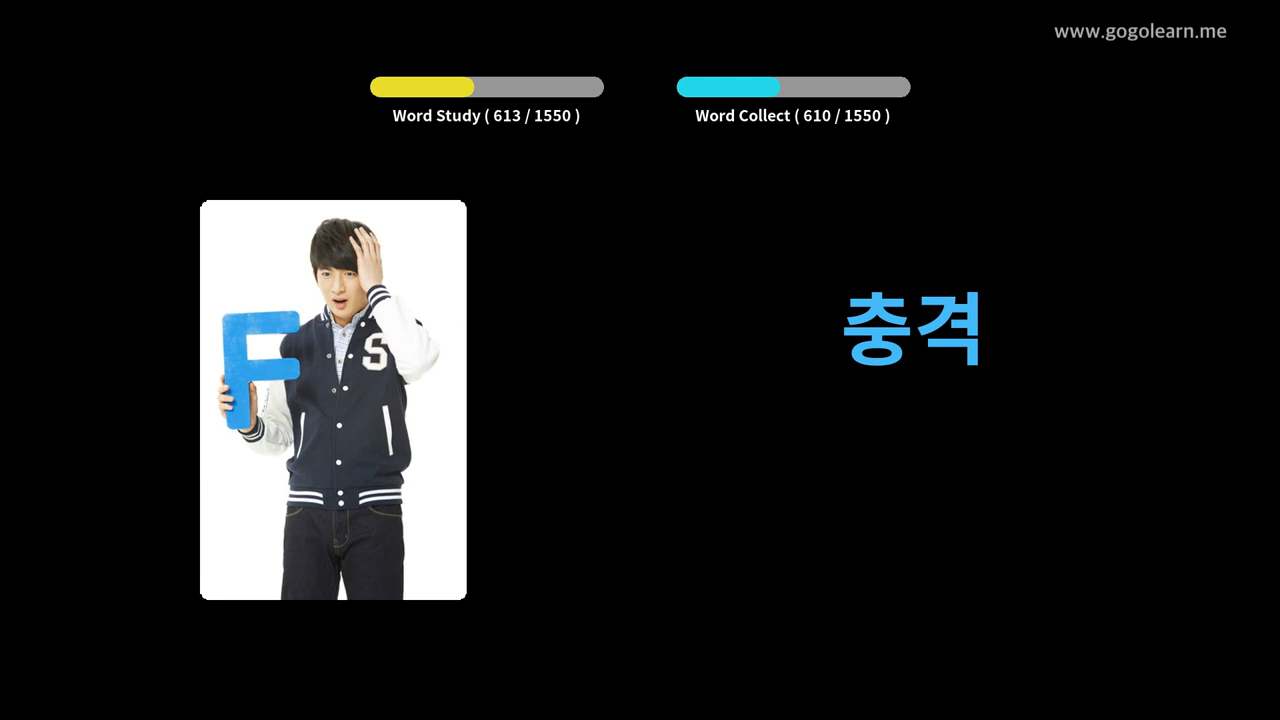 www.gogolearn.me
Word Study ( 613 / 1550 )
Word Collect ( 610 / 1550 )
충격
F
S